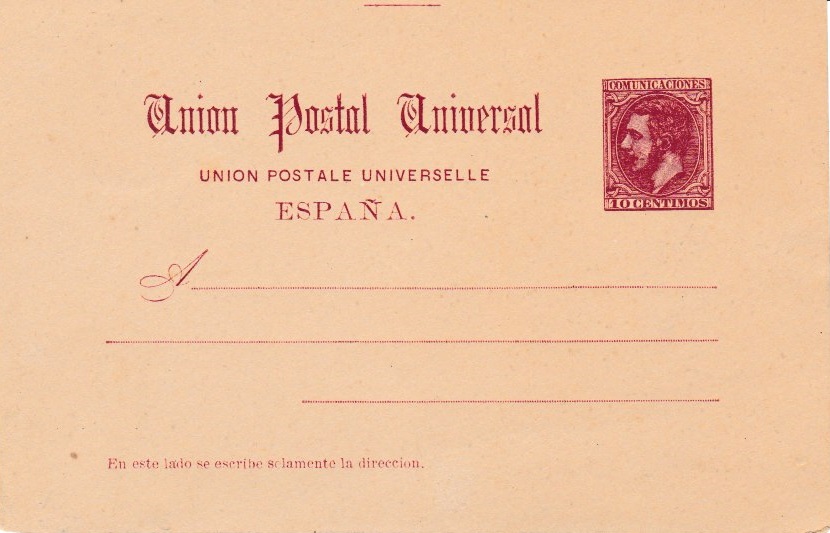 Union Postal Universal
COMUNICACIONES
UNION POSTALE UNIVERSELLE
ESPAÑA.
10 CENTIMOS
A
En este lado se escribe solamente la direccion.